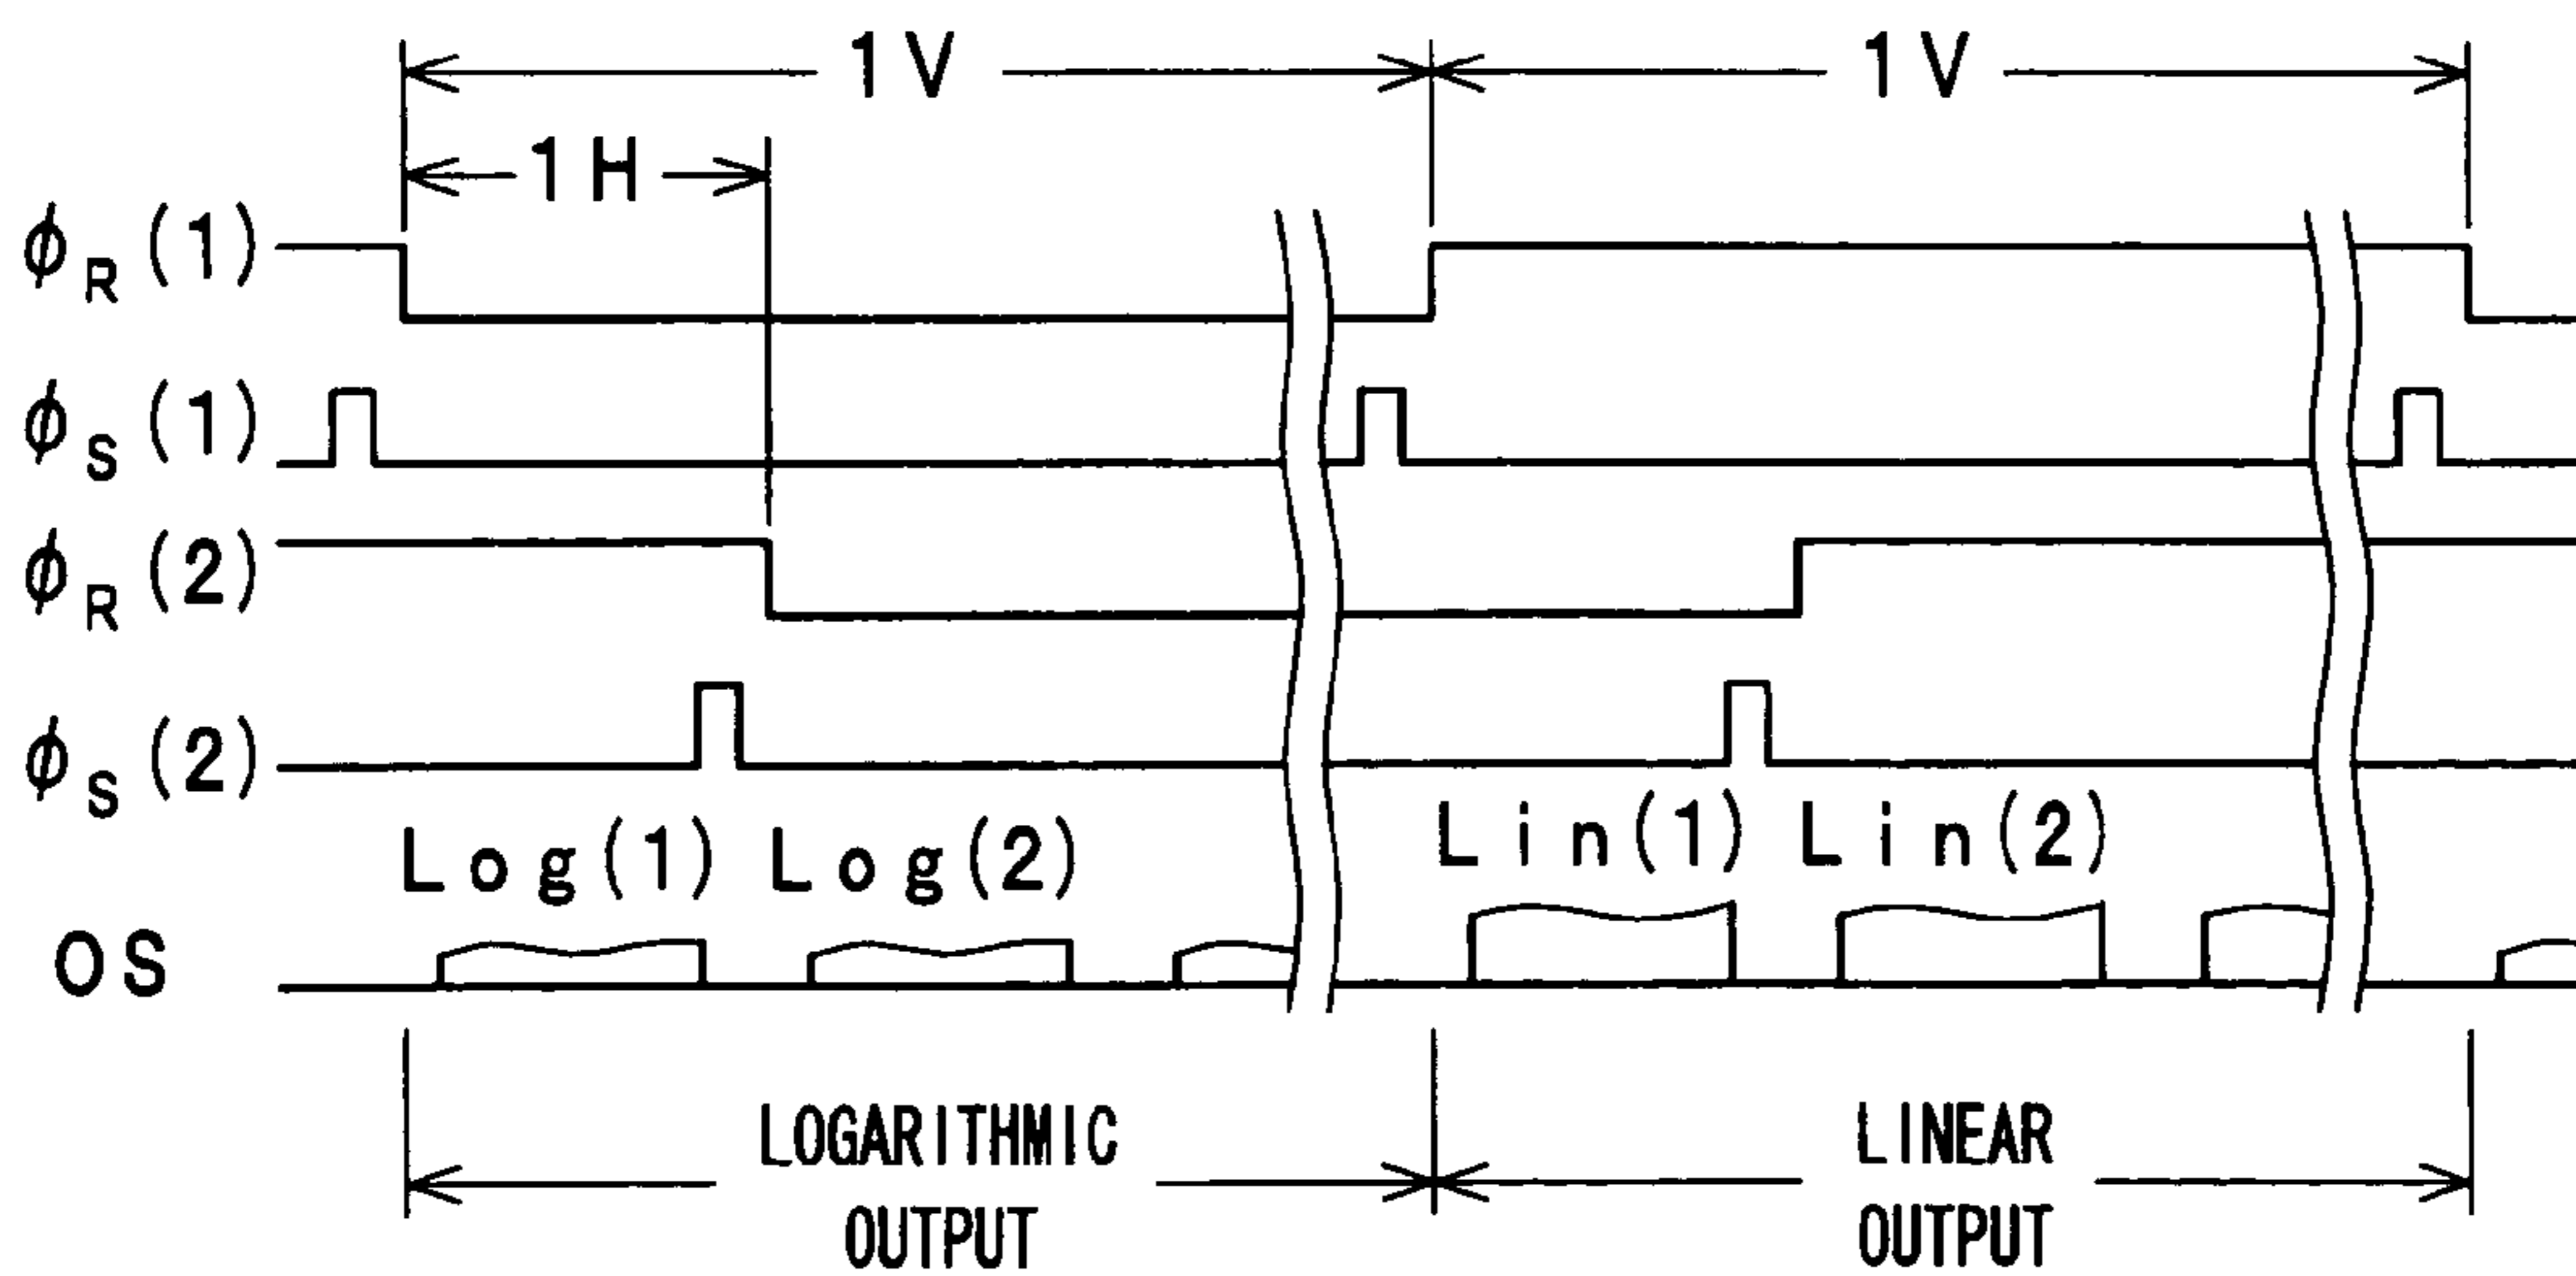 1V 1V
1H
ϕR(1)
ϕS(1)
ϕR(2)
ϕS(2)
Log(1) Log(2) Lin(1) Lin(2)
OS
LOGARITHMIC OUTPUT
LINEAR OUTPUT